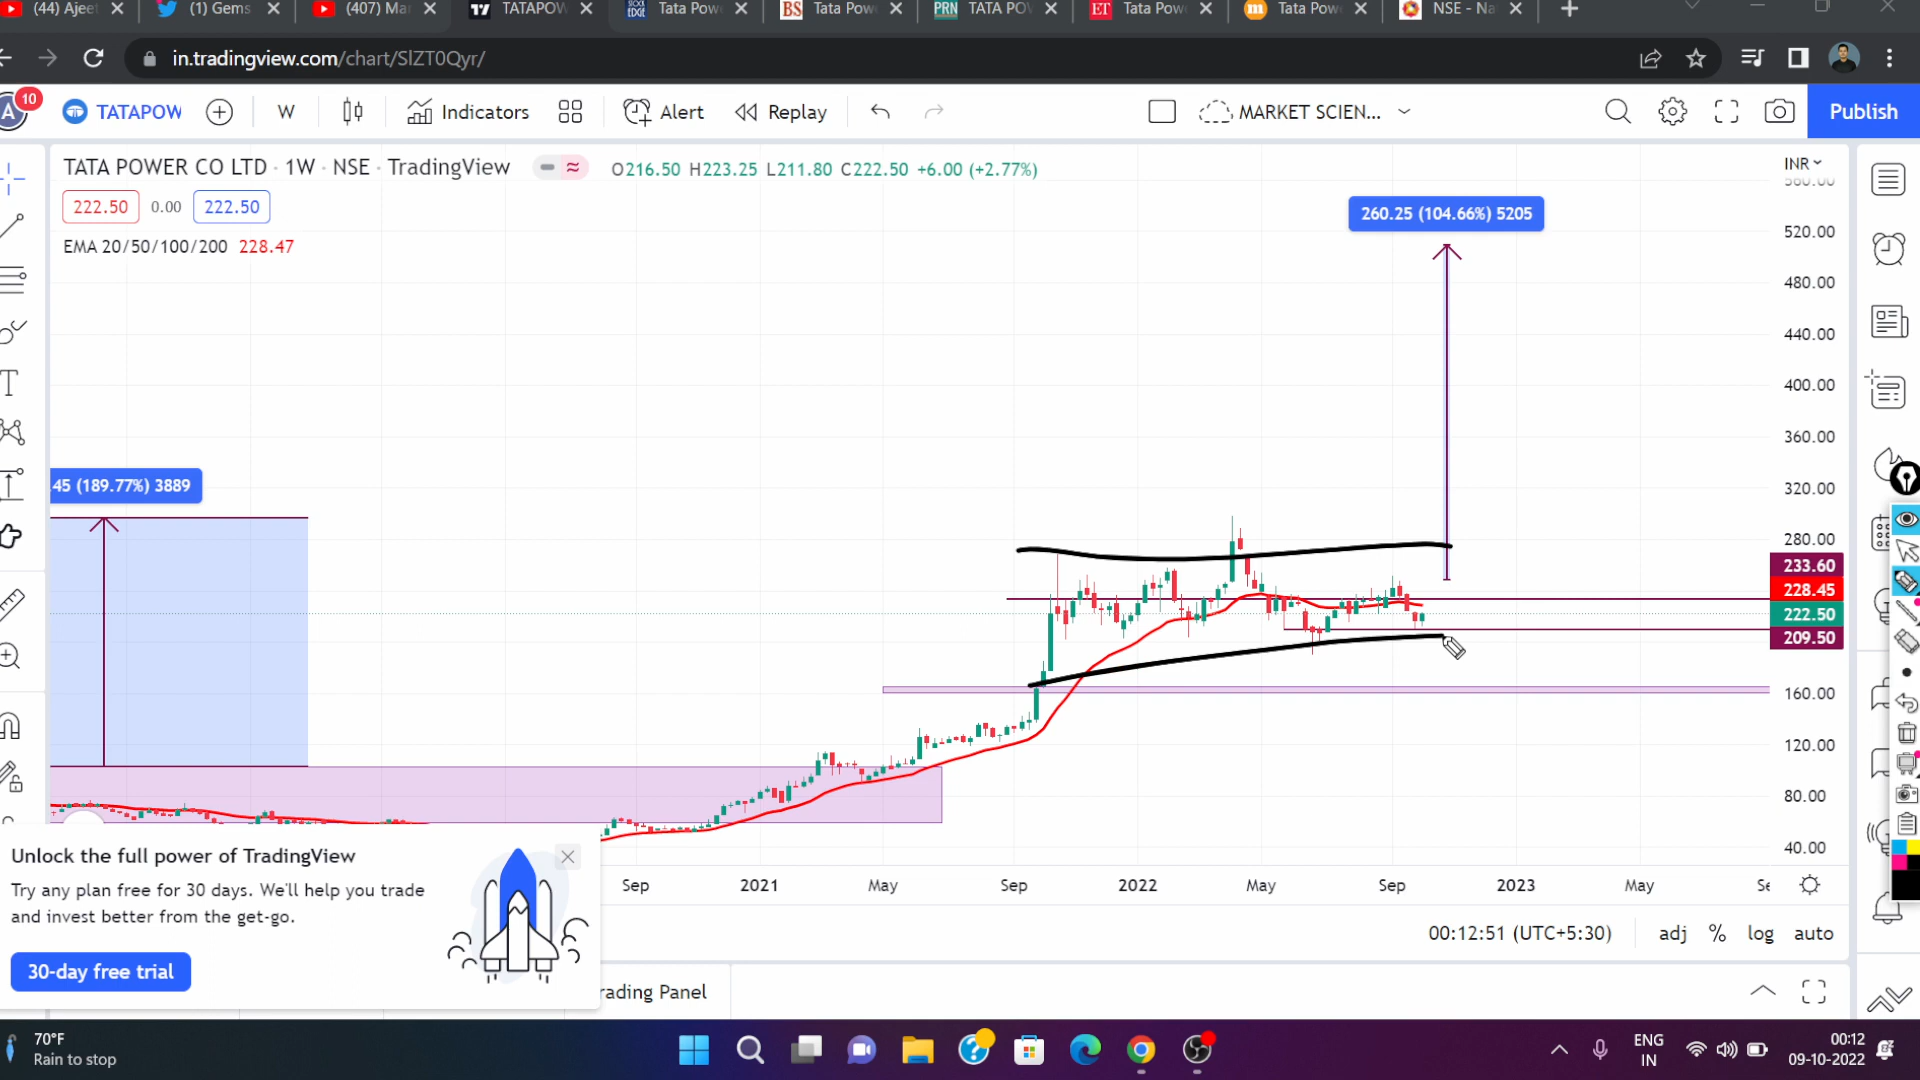 (44) Ajeet
(1) Gems
(407) Mar
TATAPOW
Tata Pow
BS Tata Pow
PRN TATA POW
ET Tata Pow
m Tata Pow
NSE - Na
in.tradingview.com/chart/SlZT0Qyr/
A 10
TATAPOW
W
Indicators
Alert
Replay
MARKET SCIEN...
Publish
TATA POWER CO LTD · 1W · NSE · TradingView
O216.50 H223.25 L211.80 C222.50 +6.00 (+2.77%)
INR
222.50 0.00 222.50
EMA 20/50/100/200 228.47
260.25 (104.66%) 5205
.45 (189.77%) 3889
560.00
520.00
480.00
440.00
400.00
360.00
320.00
280.00
233.60
228.45
222.50
209.50
160.00
120.00
80.00
40.00
Sep 2021 May Sep 2022 May Sep 2023 May Se
Unlock the full power of TradingView
Try any plan free for 30 days. We'll help you trade
and invest better from the get-go.
30-day free trial
00:12:51 (UTC+5:30)
adj % log auto
rading Panel
70°F
Rain to stop
ENG
IN
00:12
09-10-2022